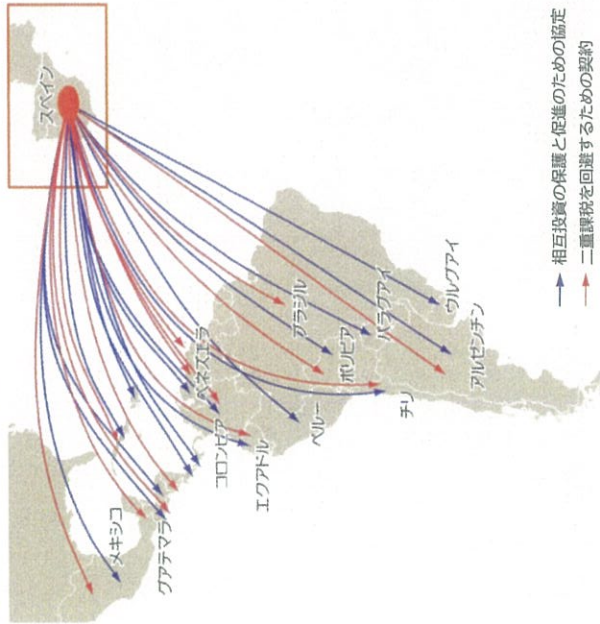 スペイン
メキシコ
グアテマラ
ベネズエラ
コロンビア
エクアドル
ペルー
ブラジル
ボリビア
パラグアイ
チリ
ウルグアイ
アルゼンチン
相互投資の保護と促進のための協定
二重課税を回避するための契約